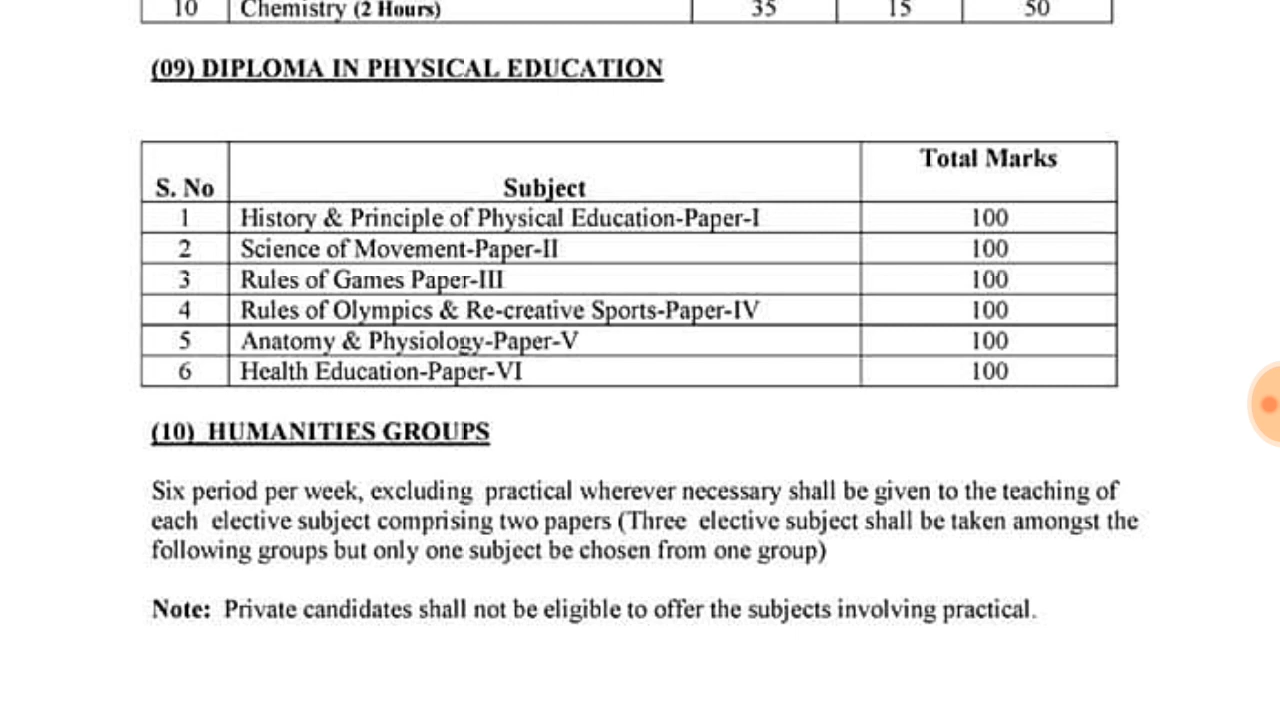 10 Chemistry (2 Hours) 35 15 50
(09) DIPLOMA IN PHYSICAL EDUCATION
Total Marks
S. No Subject
1 History & Principle of Physical Education-Paper-I 100
2 Science of Movement-Paper-II 100
3 Rules of Games Paper-III 100
4 Rules of Olympics & Re-creative Sports-Paper-IV 100
5 Anatomy & Physiology-Paper-V 100
6 Health Education-Paper-VI 100
(10) HUMANITIES GROUPS
Six period per week, excluding practical wherever necessary shall be given to the teaching of
each elective subject comprising two papers (Three elective subject shall be taken amongst the
following groups but only one subject be chosen from one group)
Note: Private candidates shall not be eligible to offer the subjects involving practical.